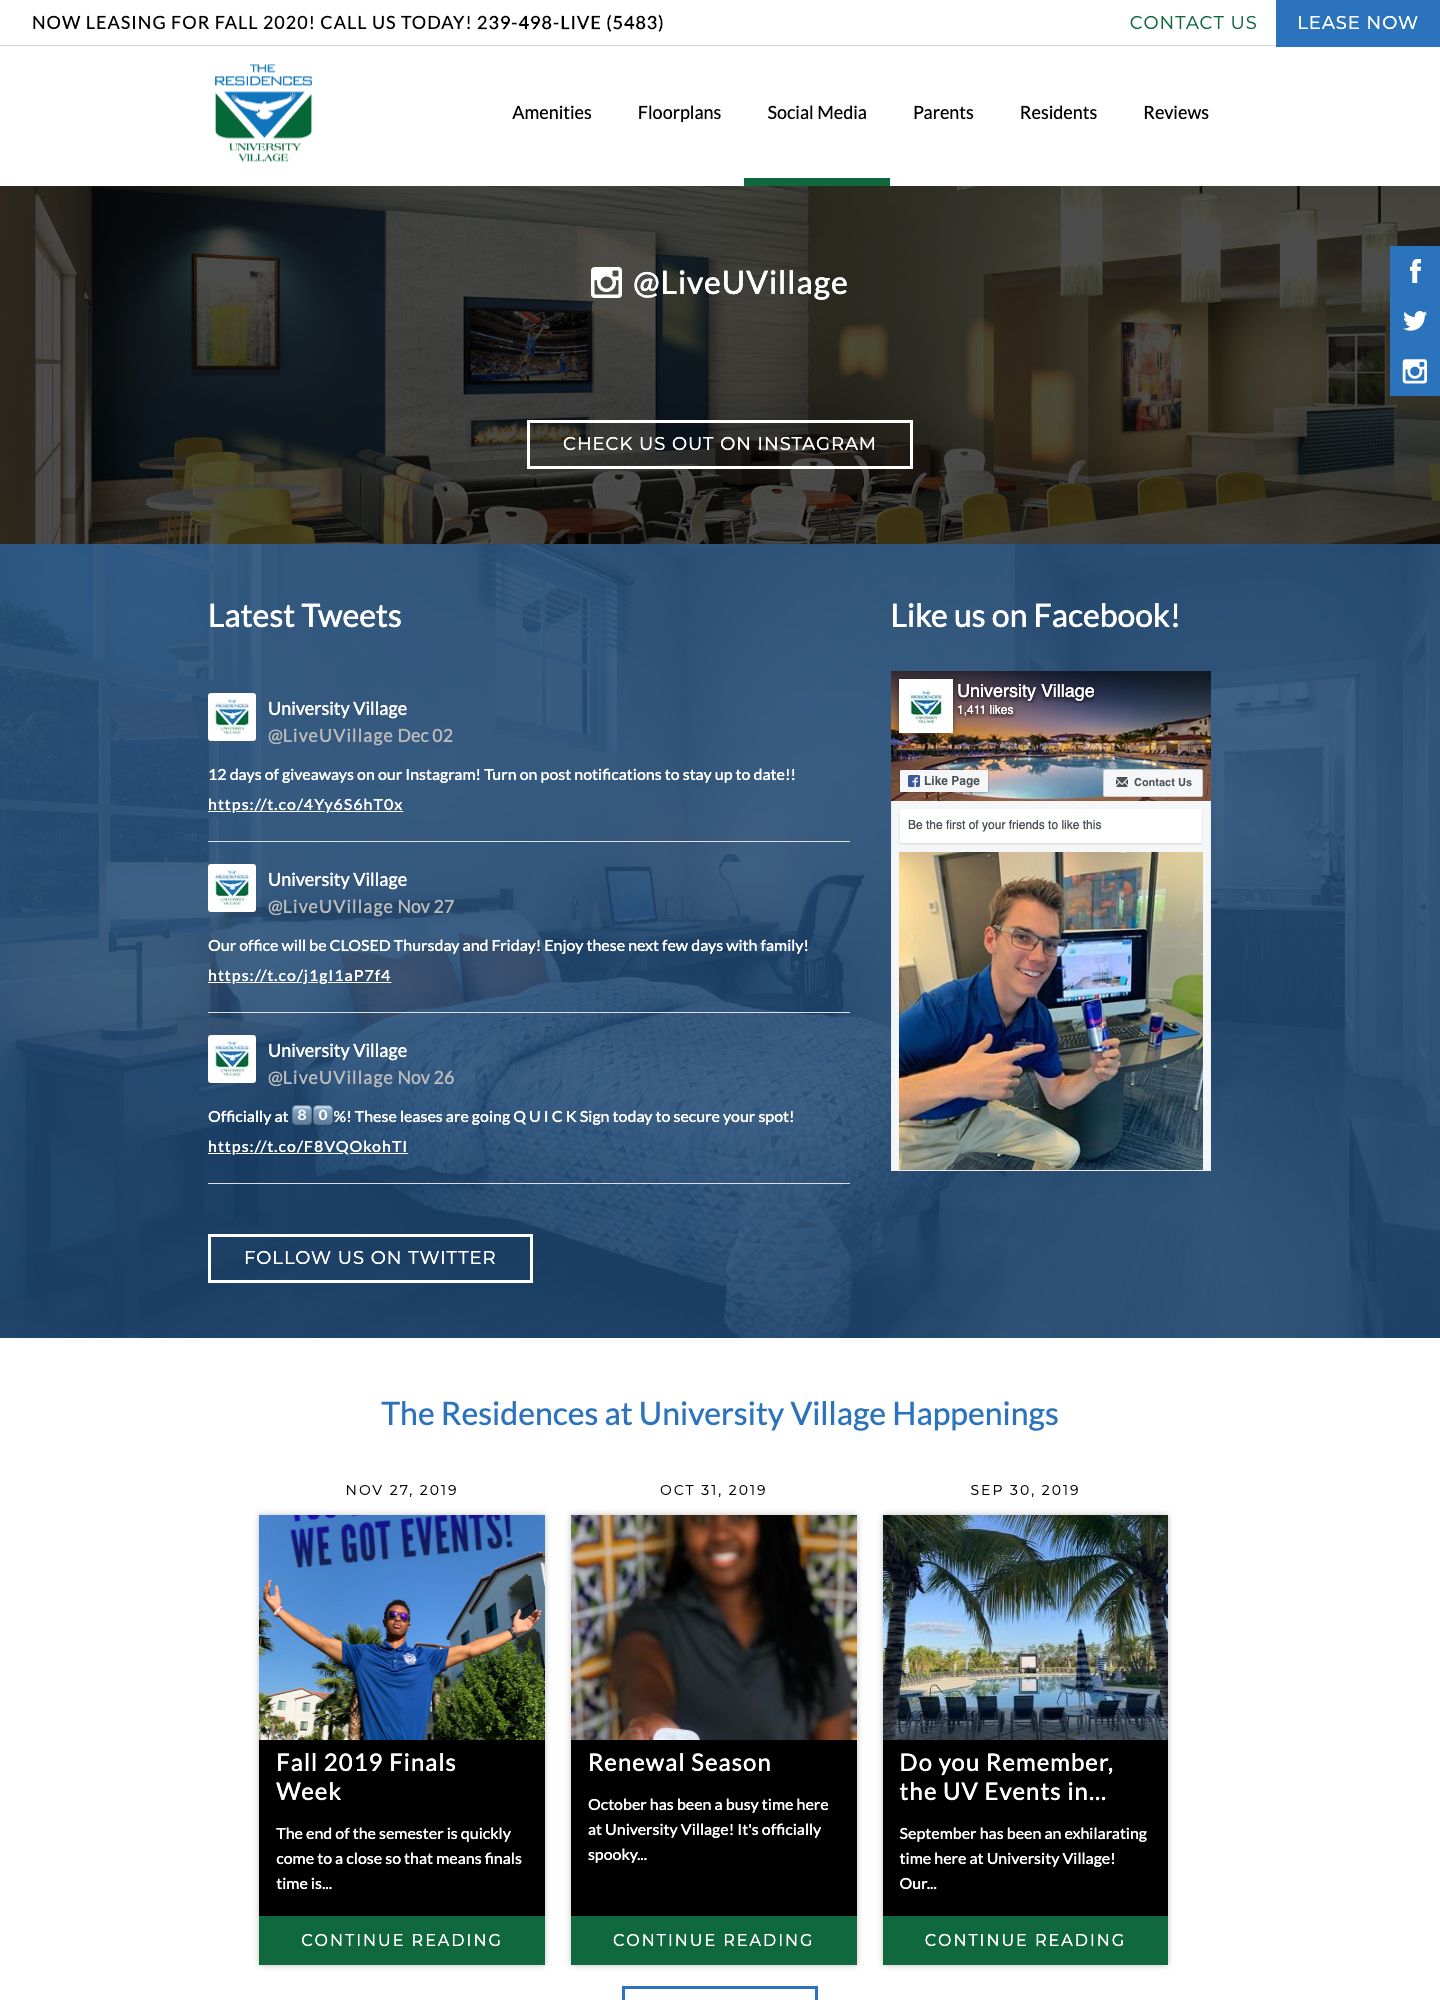 NOW LEASING FOR FALL 2020! CALL US TODAY! 239-498-LIVE (5483)
CONTACT US
LEASE NOW
THE
RESIDENCES
UNIVERSITY
VILLAGE
Amenities
Floorplans
Social Media
Parents
Residents
Reviews
@LiveUVillage
CHECK US OUT ON INSTAGRAM
Latest Tweets
University Village
@LiveUVillage Dec 02
12 days of giveaways on our Instagram! Turn on post notifications to stay up to date!!
https://t.co/4Yy6S6hT0x
University Village
@LiveUVillage Nov 27
Our office will be CLOSED Thursday and Friday! Enjoy these next few days with family!
https://t.co/j1gI1aP7f4
University Village
@LiveUVillage Nov 26
Officially at 8️⃣0️⃣%! These leases are going Q U I C K Sign today to secure your spot!
https://t.co/F8VQOkohTI
FOLLOW US ON TWITTER
Like us on Facebook!
University Village
1,411 likes
Like Page
Contact Us
Be the first of your friends to like this
The Residences at University Village Happenings
NOV 27, 2019
WE GOT EVENTS!
Fall 2019 Finals
Week
The end of the semester is quickly
come to a close so that means finals
time is...
CONTINUE READING
OCT 31, 2019
Renewal Season
October has been a busy time here
at University Village! It's officially
spooky...
CONTINUE READING
SEP 30, 2019
Do you Remember,
the UV Events in...
September has been an exhilarating
time here at University Village!
Our...
CONTINUE READING